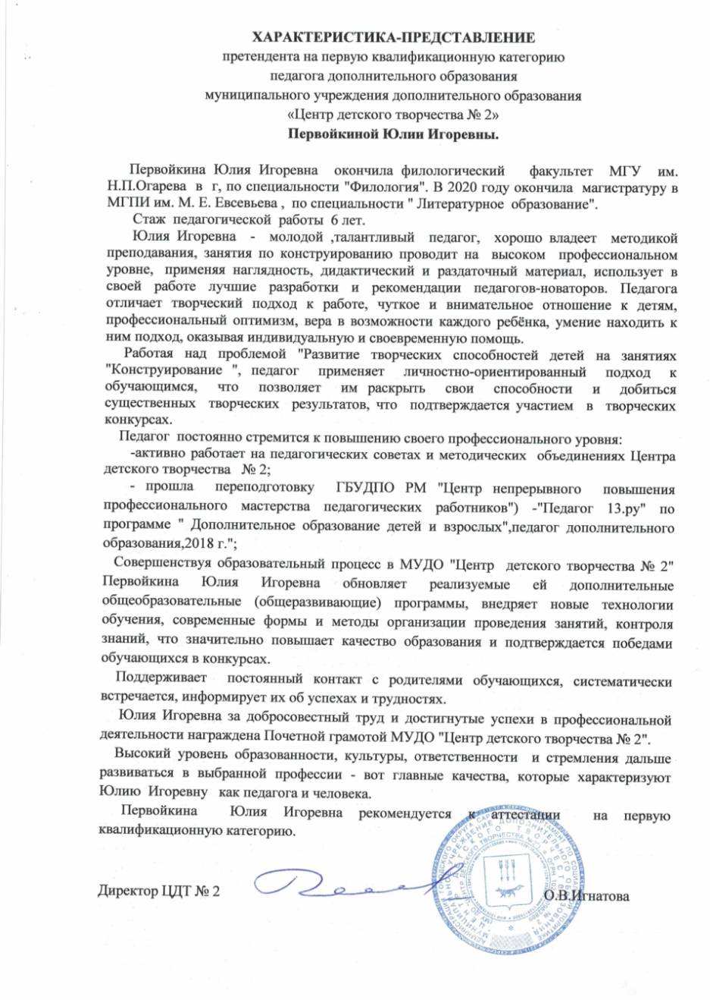 ХАРАКТЕРИСТИКА-ПРЕДСТАВЛЕНИЕ
претендента на первую квалификационную категорию
педагога дополнительного образования
муниципального учреждения дополнительного образования
«Центр детского творчества № 2»
Первойкиной Юлии Игоревны.
Первойкина Юлия Игоревна окончила филологический факультет МГУ им.
Н.П.Огарева в г, по специальности "Филология". В 2020 году окончила магистратуру в
МГПИ им. М. Е. Евсевьева , по специальности " Литературное образование".
Стаж педагогической работы 6 лет.
Юлия Игоревна - молодой ,талантливый педагог, хорошо владеет методикой
преподавания, занятия по конструированию проводит на высоком профессиональном
уровне, применяя наглядность, дидактический и раздаточный материал, использует в
своей работе лучшие разработки и рекомендации педагогов-новаторов. Педагога
отличает творческий подход к работе, чуткое и внимательное отношение к детям,
профессиональный оптимизм, вера в возможности каждого ребёнка, умение находить к
ним подход, оказывая индивидуальную и своевременную помощь.
Работая над проблемой "Развитие творческих способностей детей на занятиях
"Конструирование ", педагог применяет личностно-ориентированный подход к
обучающимся, что позволяет им раскрыть свои способности и добиться
существенных творческих результатов, что подтверждается участием в творческих
конкурсах.
Педагог постоянно стремится к повышению своего профессионального уровня:
-активно работает на педагогических советах и методических объединениях Центра
детского творчества № 2;
- прошла переподготовку ГБУДПО РМ "Центр непрерывного повышения
профессионального мастерства педагогических работников") -"Педагог 13.ру" по
программе " Дополнительное образование детей и взрослых",педагог дополнительного
образования,2018 г.";
Совершенствуя образовательный процесс в МУДО "Центр детского творчества № 2"
Первойкина Юлия Игоревна обновляет реализуемые ей дополнительные
общеобразовательные (общеразвивающие) программы, внедряет новые технологии
обучения, современные формы и методы организации проведения занятий, контроля
знаний, что значительно повышает качество образования и подтверждается победами
обучающихся в конкурсах.
Поддерживает постоянный контакт с родителями обучающихся, систематически
встречается, информирует их об успехах и трудностях.
Юлия Игоревна за добросовестный труд и достигнутые успехи в профессиональной
деятельности награждена Почетной грамотой МУДО "Центр детского творчества № 2".
Высокий уровень образованности, культуры, ответственности и стремления дальше
развиваться в выбранной профессии - вот главные качества, которые характеризуют
Юлию Игоревну как педагога и человека.
Первойкина Юлия Игоревна рекомендуется к аттестации на первую
квалификационную категорию.
Директор ЦДТ № 2 О.В.Игнатова